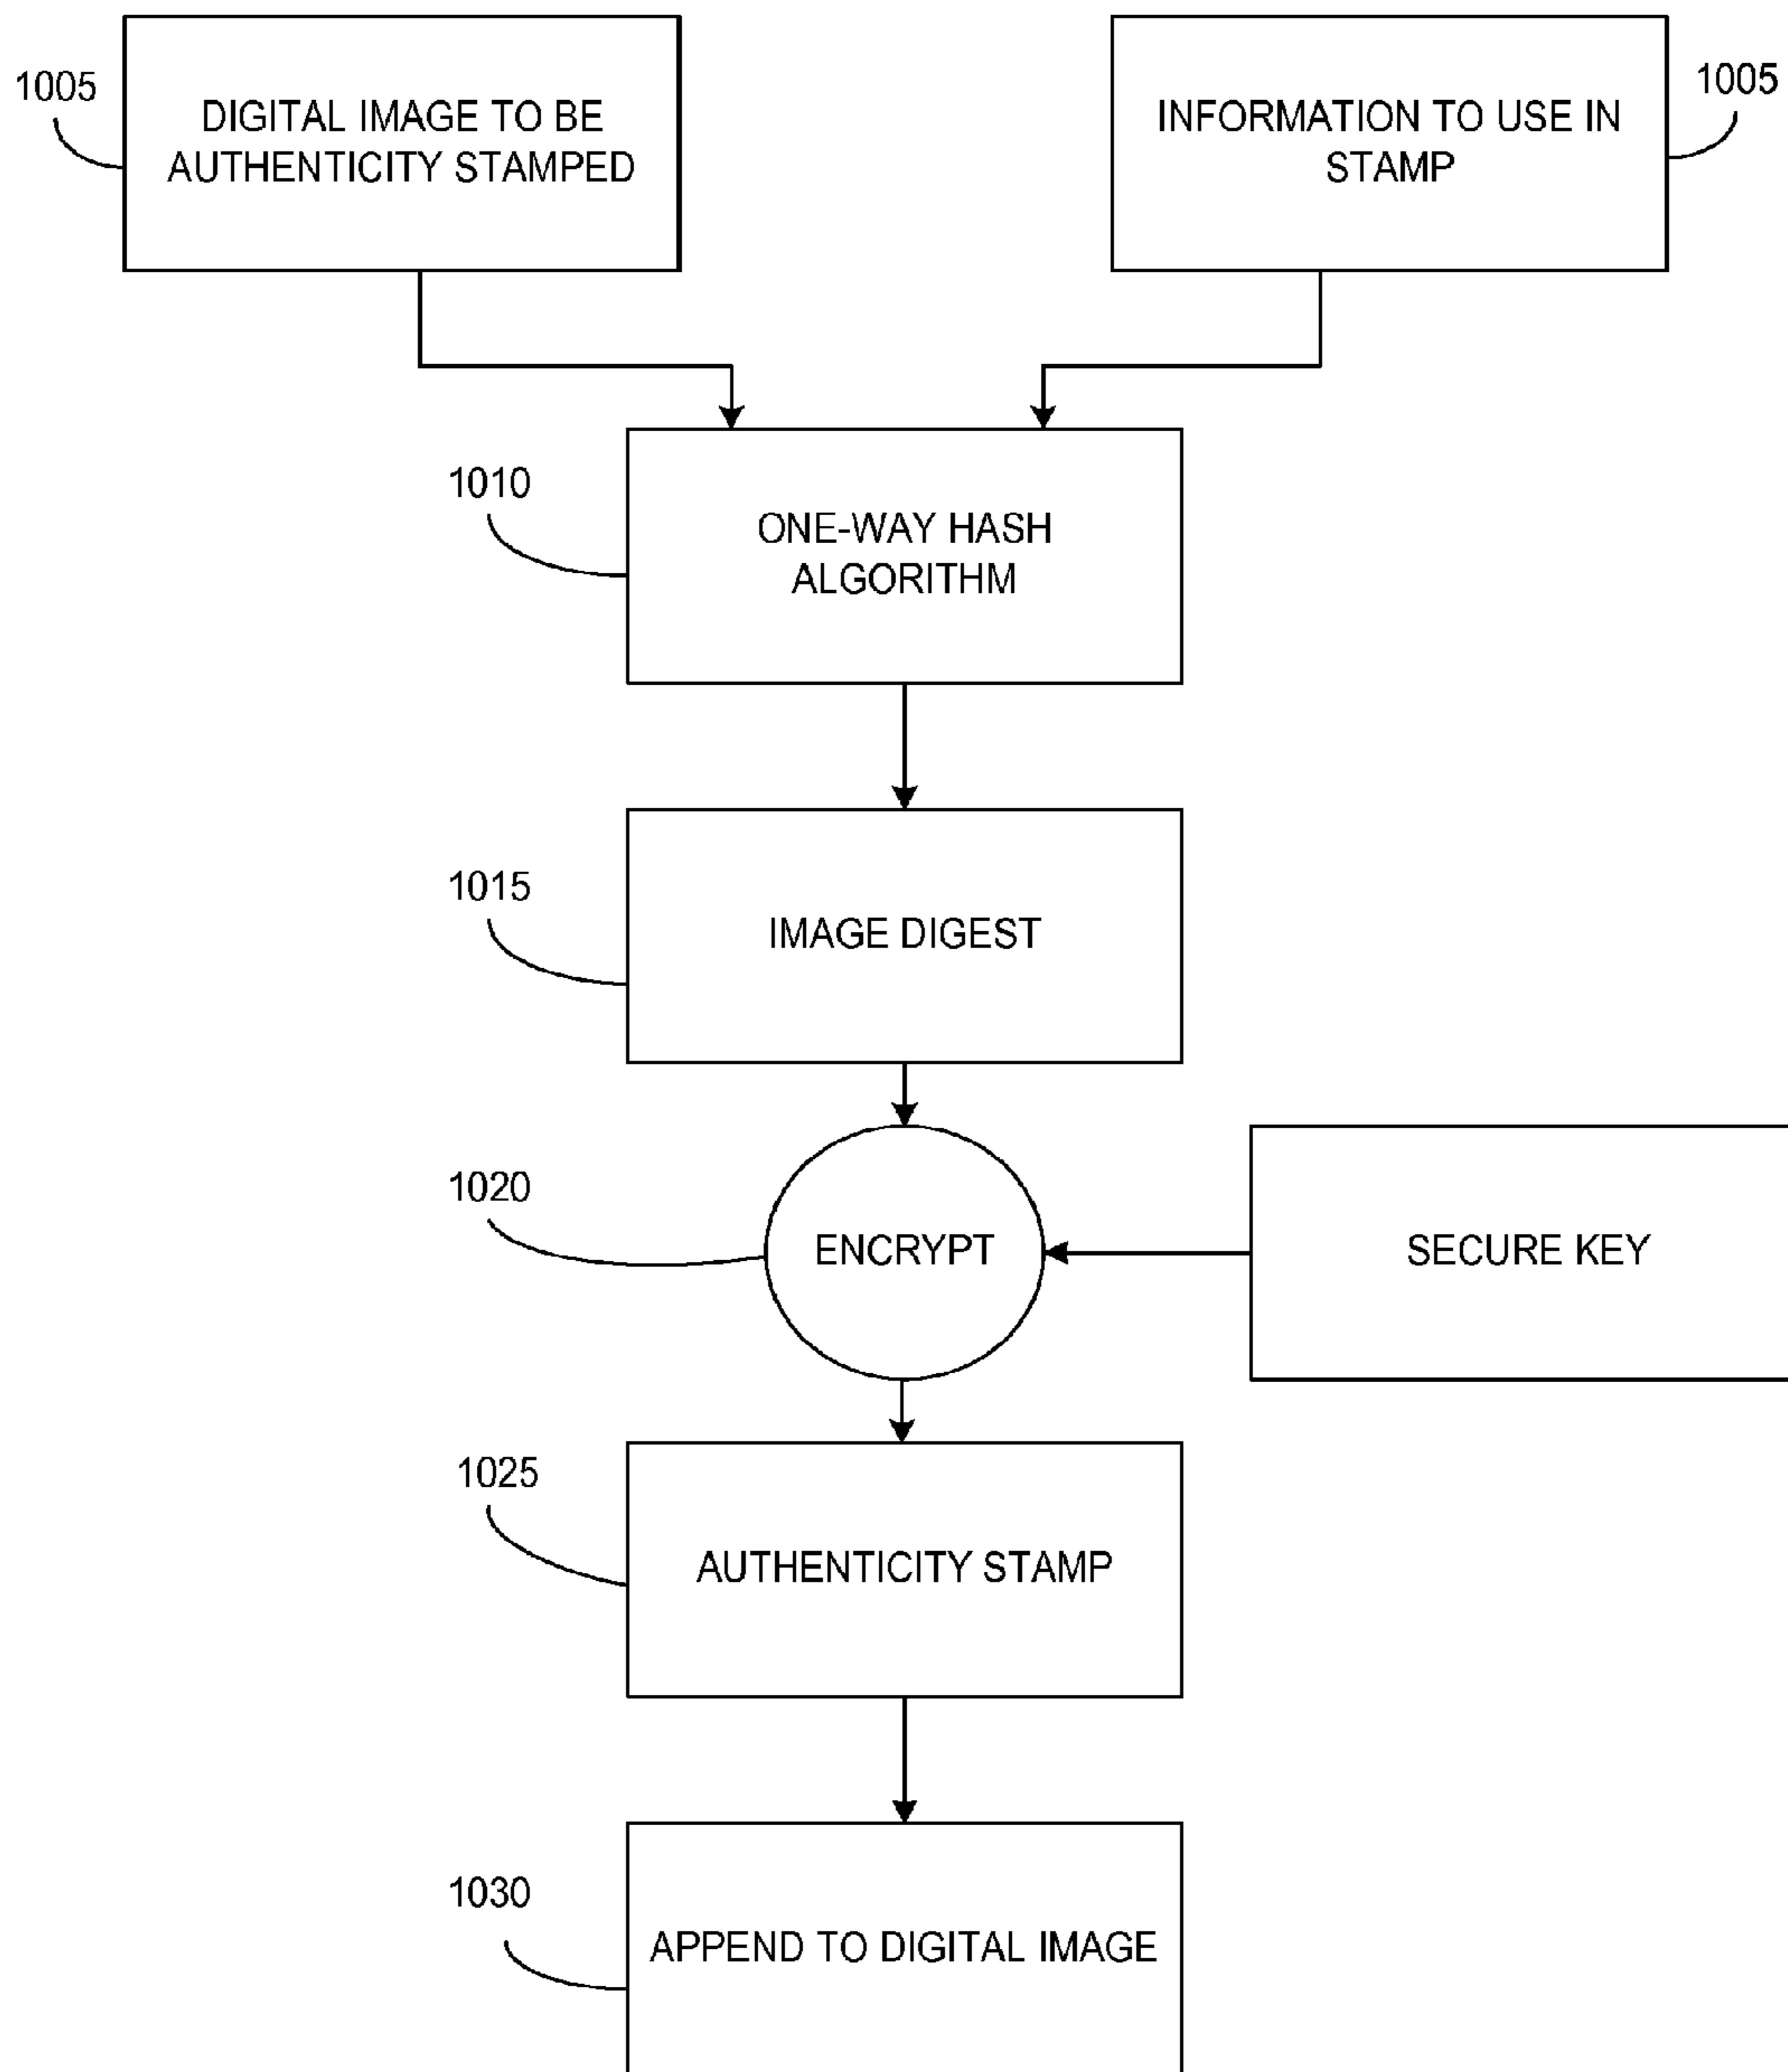 1005
DIGITAL IMAGE TO BE
AUTHENTICITY STAMPED
INFORMATION TO USE IN
STAMP
1005
1010
ONE-WAY HASH
ALGORITHM
1015
IMAGE DIGEST
1020
ENCRYPT
SECURE KEY
1025
AUTHENTICITY STAMP
1030
APPEND TO DIGITAL IMAGE